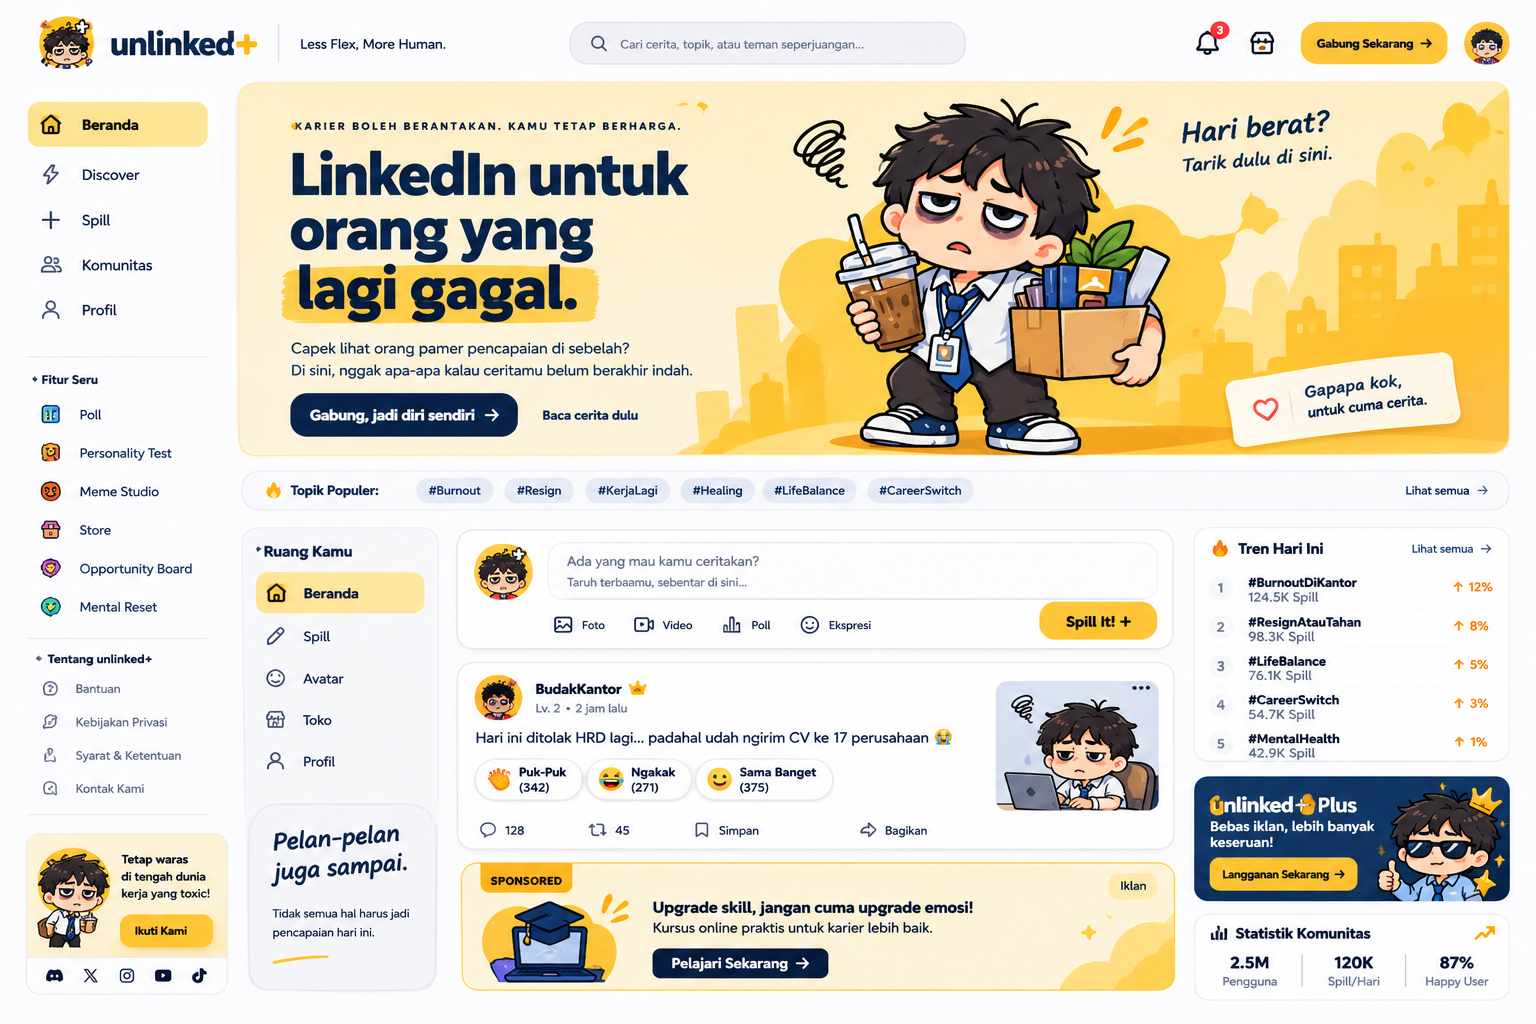 unlinked+
Less Flex, More Human.
Cari cerita, topik, atau teman seperjuangan...
3
Gabung Sekarang →
Beranda
Discover
Spill
Komunitas
Profil
Fitur Seru
Poll
Personality Test
Meme Studio
Store
Opportunity Board
Mental Reset
Tentang unlinked+
Bantuan
Kebijakan Privasi
Syarat & Ketentuan
Kontak Kami
Tetap waras
di tengah dunia
kerja yang toxic!
Ikuti Kami
KARIER BOLEH BERANTAKAN. KAMU TETAP BERHARGA.
LinkedIn untuk
orang yang
lagi gagal.
Capek lihat orang pamer pencapaian di sebelah?
Di sini, nggak apa-apa kalau ceritamu belum berakhir indah.
Gabung, jadi diri sendiri →
Baca cerita dulu
Hari berat?
Tarik dulu di sini.
Gapapa kok,
untuk cuma cerita.
Topik Populer:
#Burnout
#Resign
#KerjaLagi
#Healing
#LifeBalance
#CareerSwitch
Lihat semua →
Ruang Kamu
Beranda
Spill
Avatar
Toko
Profil
Pelan-pelan
juga sampai.
Tidak semua hal harus jadi
pencapaian hari ini.
Ada yang mau kamu ceritakan?
Taruh terbaamu, sebentar di sini...
Foto
Video
Poll
Ekspresi
Spill It! +
BudakKantor
Lv. 2 • 2 jam lalu
Hari ini ditolak HRD lagi... padahal udah ngirim CV ke 17 perusahaan 😭
Puk-Puk
(342)
Ngakak
(271)
Sama Banget
(375)
128
45
Simpan
Bagikan
SPONSORED
Iklan
Upgrade skill, jangan cuma upgrade emosi!
Kursus online praktis untuk karier lebih baik.
Pelajari Sekarang →
Tren Hari Ini
Lihat semua →
1
#BurnoutDiKantor
124.5K Spill
↑ 12%
2
#ResignAtauTahan
98.3K Spill
↑ 8%
3
#LifeBalance
76.1K Spill
↑ 5%
4
#CareerSwitch
54.7K Spill
↑ 3%
5
#MentalHealth
42.9K Spill
↑ 1%
unlinked+ Plus
Bebas iklan, lebih banyak
keseruan!
Langganan Sekarang →
Statistik Komunitas
2.5M
Pengguna
120K
Spill/Hari
87%
Happy User